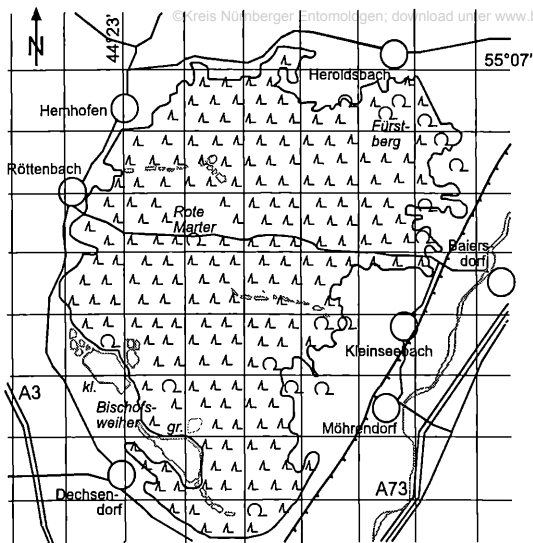 ©Kreis Nürnberger Entomologen; download unter www.b
N
44°23'
55°07'
Heroldsbach
Hemhofen
Fürst-
berg
Röttenbach
Rote
Marter
Baiers
dorf
Kleinseebach
kl.
A3
Bischofs-
weiher
gr.
Möhrendorf
Dechsen-
dorf
A73